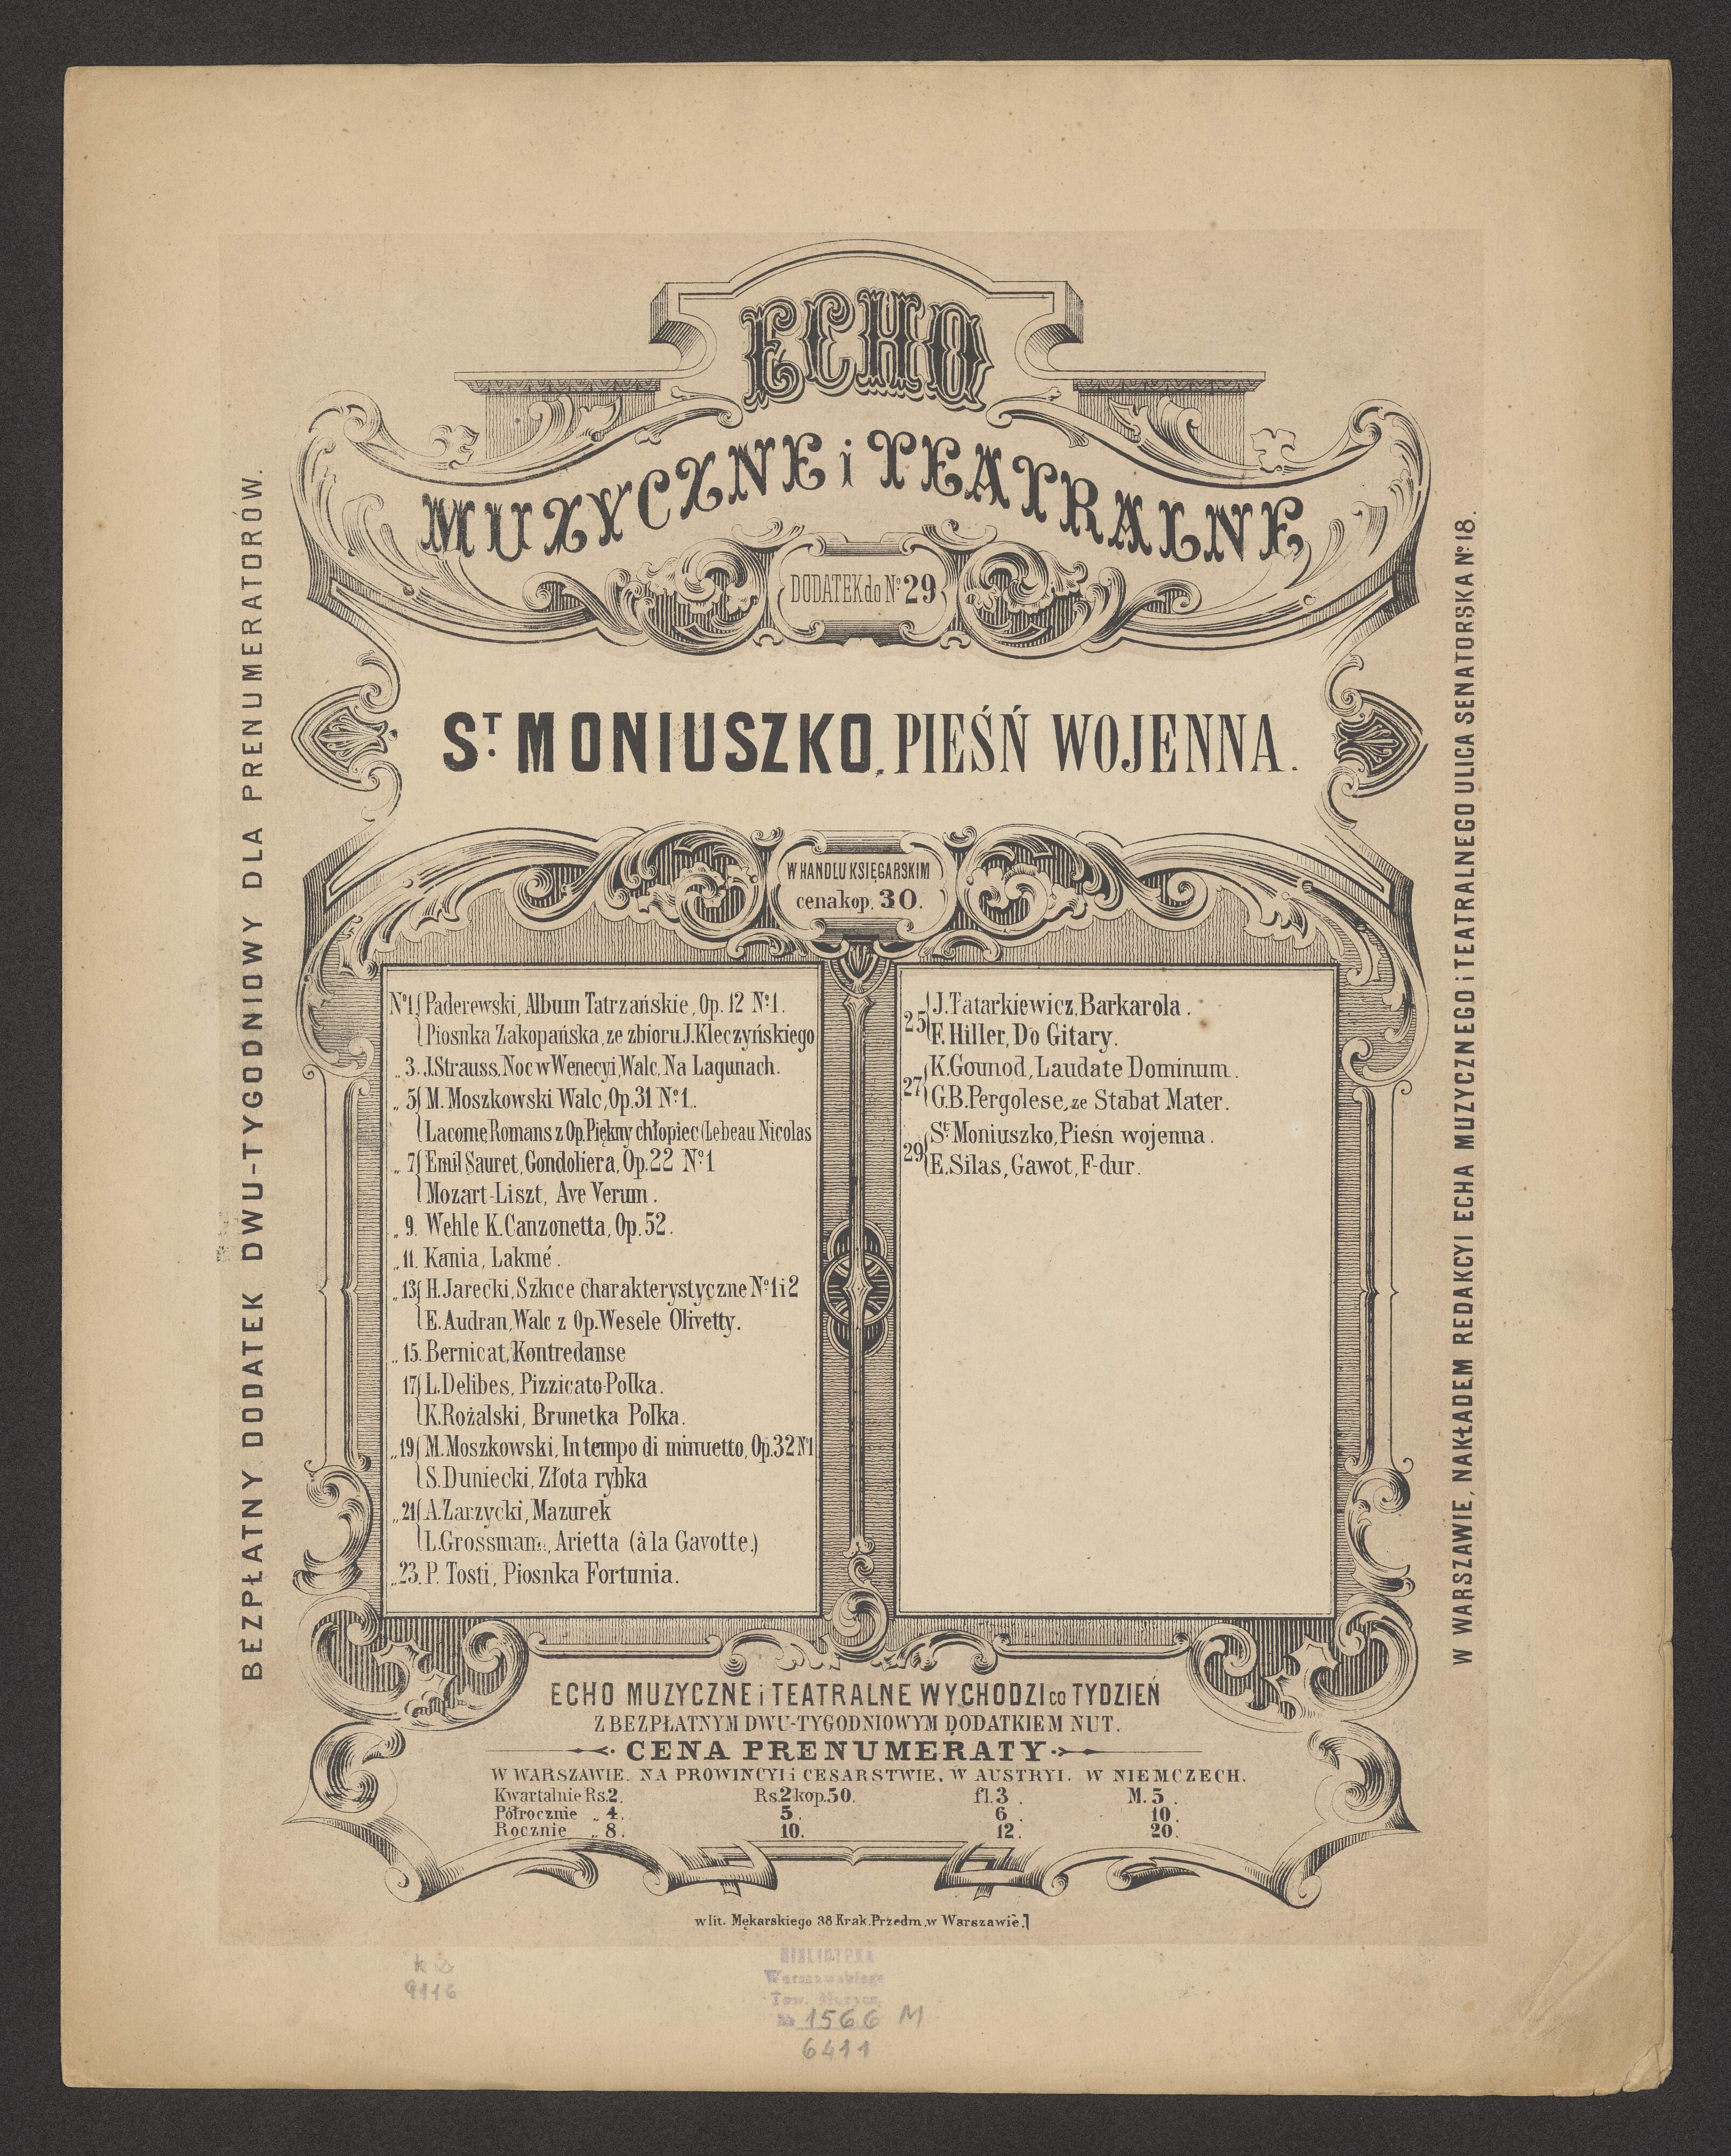 ECHO
MUZYCZNE i TEATRALNE
DODATEK do No. 29
ST. MONIUSZKO, PIEŚŃ WOJENNA.
W HANDLU KSIĘGARSKIM
cena kop. 30.
BEZPŁATNY DODATEK DWU-TYGODNIOWY DLA PRENUMERATORÓW.
No. 1. Paderewski, Album Tatrzańskie, Op. 12 No. 1.
Piosnka Zakopańska, ze zbioru J. Kleczyńskiego
„ 3. J. Strauss, Noc w Wenecyi, Walc, Na Lagunach.
„ 5 M. Moszkowski Walc, Op. 31 No. 1.
Lacome, Romans z Op. Piękny chłopiec (Le beau Nicolas
„ 7 Emil Sauret, Gondoliera, Op. 22 No. 1
Mozart-Liszt, Ave Verum.
„ 9. Wehle K. Canzonetta, Op. 52.
„ 11. Kania, Lakmé.
„ 13 H. Jarecki, Szkice charakterystyczne No. 1 i 2
E. Audran, Walc z Op. Wesele Olivetty.
„ 15. Bernicat, Kontredanse
17 L. Delibes, Pizzicato-Polka.
K. Rożalski, Brunetka Polka.
„ 19 M. Moszkowski, In tempo di minuetto, Op. 32 No 1
S. Duniecki, Złota rybka
„ 21 A. Zarzycki, Mazurek
L. Grossmann, Arietta (à la Gavotte.)
„ 23. P. Tosti, Piosnka Fortunia.
25 J. Tatarkiewicz, Barkarola.
F. Hiller, Do Gitary.
27 K. Gounod, Laudate Dominum.
G.B. Pergolese, ze Stabat Mater.
29 St. Moniuszko, Pieśn wojenna.
E. Silas, Gawot, F-dur.
W WARSZAWIE, NAKŁADEM REDAKCYI ECHA MUZYCZNEGO i TEATRALNEGO ULICA SENATORSKA No. 18.
ECHO MUZYCZNE i TEATRALNE WYCHODZI co TYDZIEŃ
Z BEZPŁATNYM DWU-TYGODNIOWYM DODATKIEM NUT.
CENA PRENUMERATY
W WARSZAWIE. NA PROWINCYI i CESARSTWIE. W AUSTRYI. W NIEMCZECH.
Kwartalnie Rs. 2. Rs. 2 kop. 50. fl. 3. M. 5.
Półrocznie „ 4. 5. 6. 10.
Rocznie „ 8. 10. 12. 20.
w lit. Mękarskiego 38 Krak. Przedm. w Warszawie.
9116
BIBLIOTEKA
Warszawskiego
Tow. Muzycz.
No 1566 M
6411